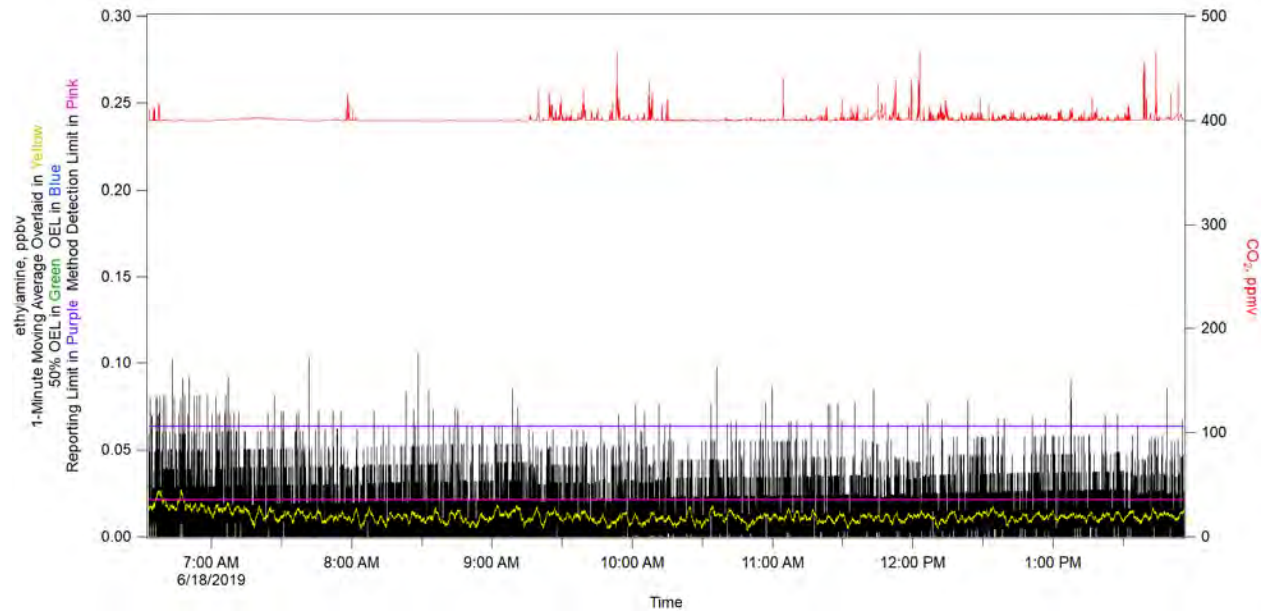 0.30
0.25
0.20
0.15
0.10
0.05
0.00
ethylamine, ppbv
1-Minute Moving Average Overlaid in Yellow
50% OEL in Green OEL in Blue
Reporting Limit in Purple Method Detection Limit in Pink
500
400
300
200
100
0
CO₂, ppmv
7:00 AM 8:00 AM 9:00 AM 10:00 AM 11:00 AM 12:00 PM 1:00 PM
6/18/2019
Time